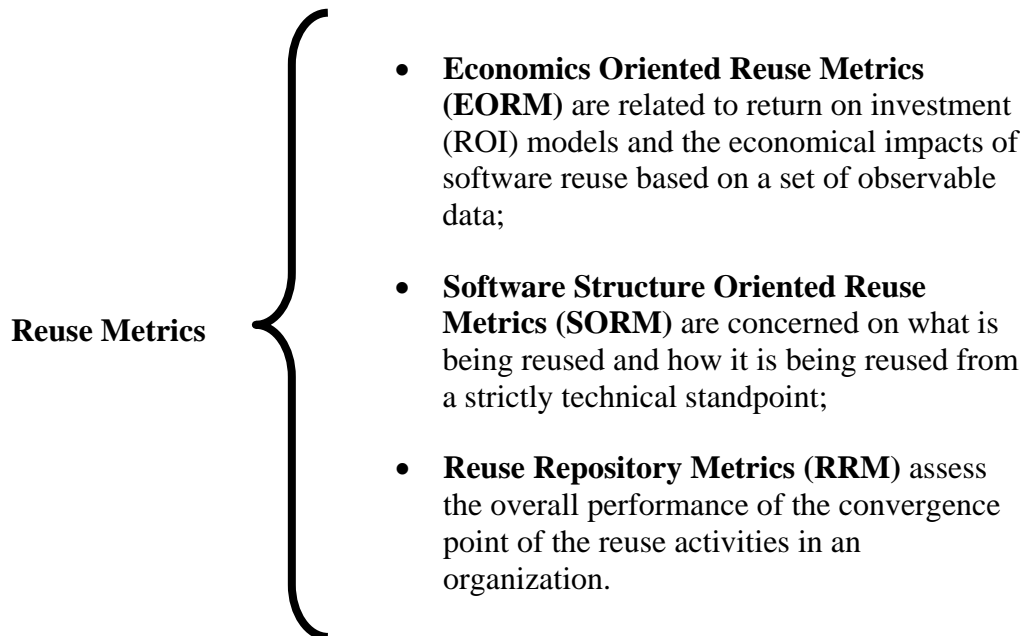 Reuse Metrics
• Economics Oriented Reuse Metrics
(EORM) are related to return on investment
(ROI) models and the economical impacts of
software reuse based on a set of observable
data;
• Software Structure Oriented Reuse
Metrics (SORM) are concerned on what is
being reused and how it is being reused from
a strictly technical standpoint;
• Reuse Repository Metrics (RRM) assess
the overall performance of the convergence
point of the reuse activities in an
organization.